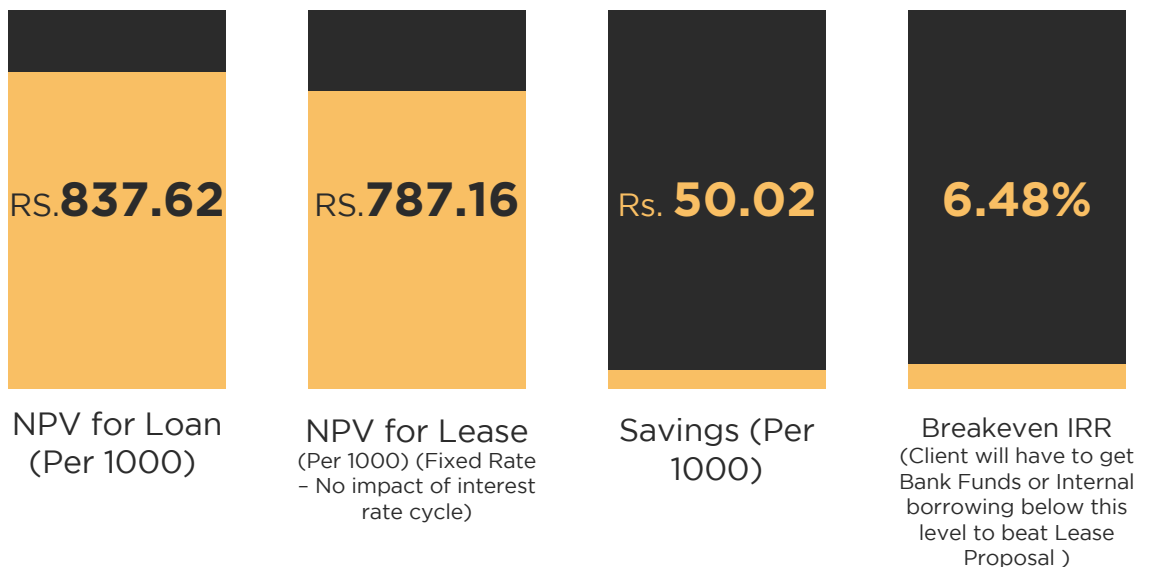 RS.837.62
RS.787.16
Rs. 50.02
6.48%
NPV for Loan
(Per 1000)
NPV for Lease
(Per 1000) (Fixed Rate
– No impact of interest
rate cycle)
Savings (Per
1000)
Breakeven IRR
(Client will have to get
Bank Funds or Internal
borrowing below this
level to beat Lease
Proposal )